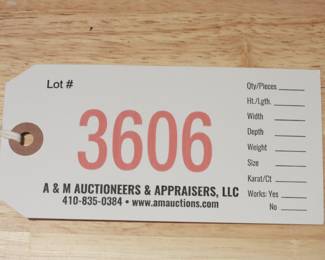 Lot #
3606
A & M AUCTIONEERS & APPRAISERS, LLC
410-835-0384 • www.amauctions.com
Qty/Pieces
Ht./Lgth.
Width
Depth
Weight
Size
Karat/Ct
Works: Yes
No